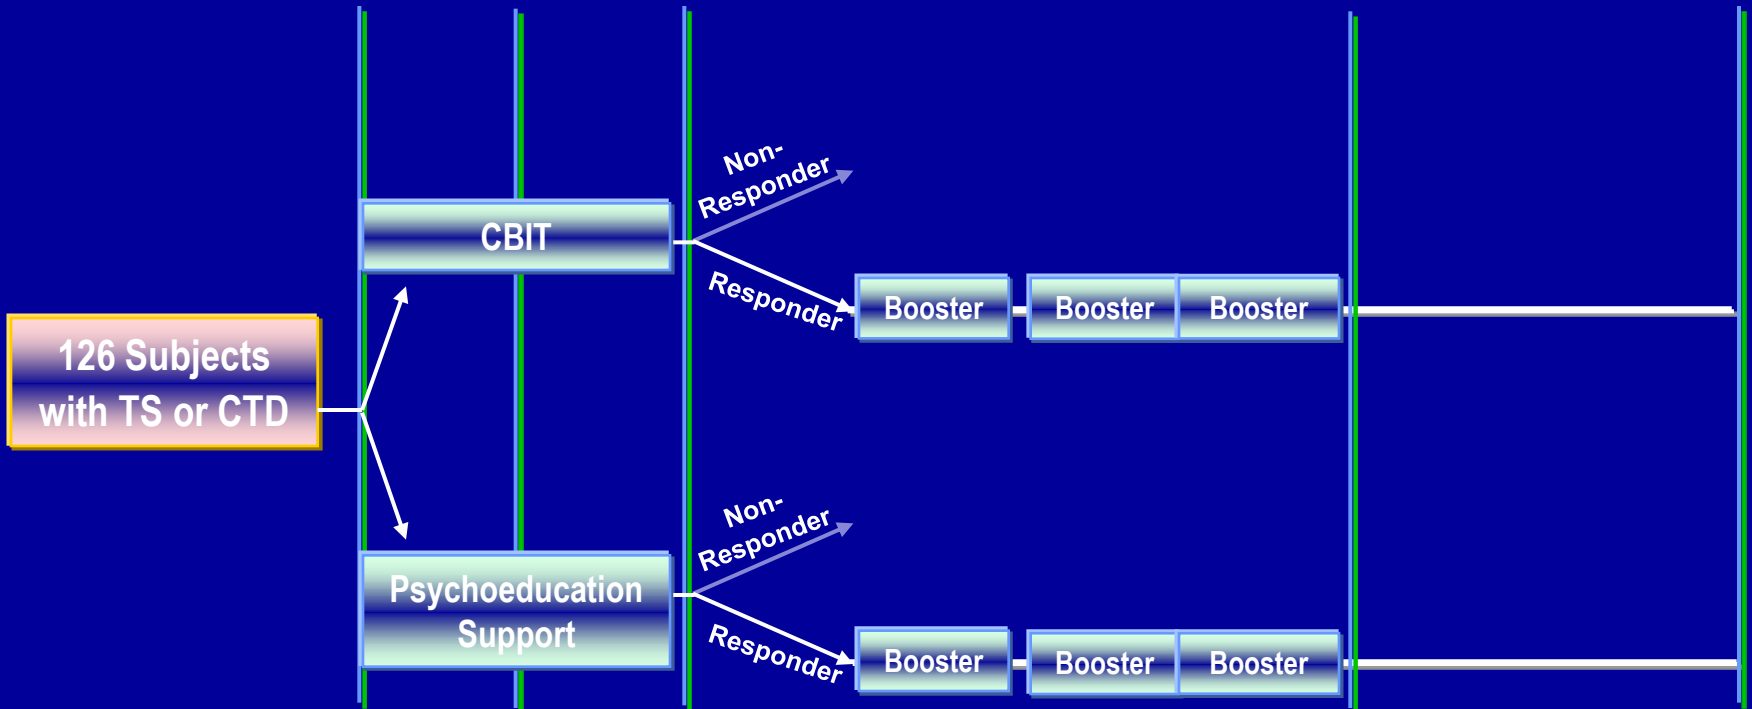 126 Subjects
with TS or CTD
CBIT
Non-
Responder
Responder
Booster
Booster
Booster
Psychoeducation
Support
Non-
Responder
Responder
Booster
Booster
Booster